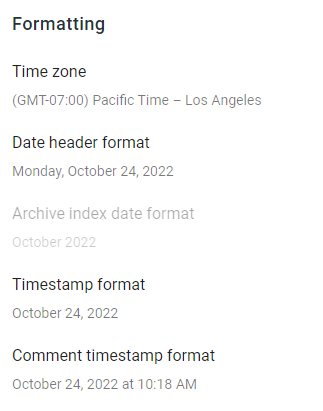 Formatting
Time zone
(GMT-07:00) Pacific Time – Los Angeles
Date header format
Monday, October 24, 2022
Archive index date format
October 2022
Timestamp format
October 24, 2022
Comment timestamp format
October 24, 2022 at 10:18 AM